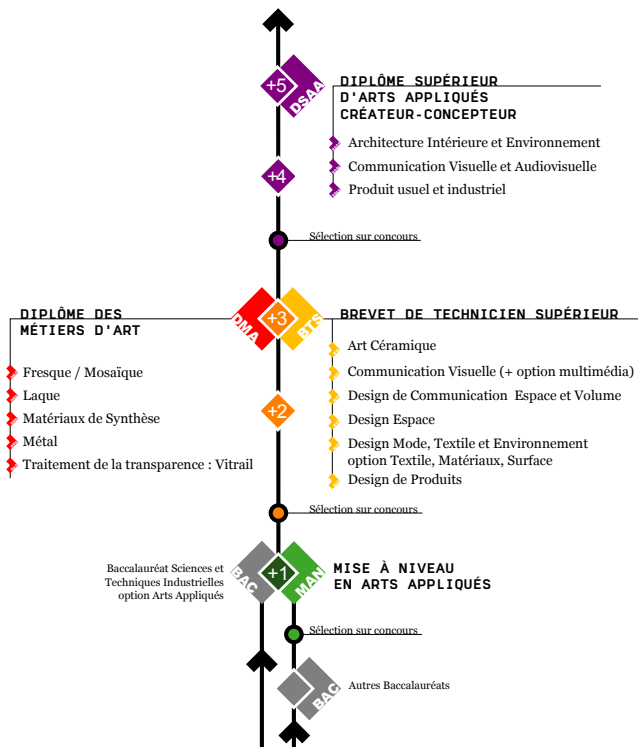 +5
DSAA
DIPLÔME SUPÉRIEUR
D'ARTS APPLIQUÉS
CRÉATEUR-CONCEPTEUR
Architecture Intérieure et Environnement
Communication Visuelle et Audiovisuelle
Produit usuel et industriel
+4
Sélection sur concours
DIPLÔME DES
MÉTIERS D'ART
Fresque / Mosaïque
Laque
Matériaux de Synthèse
Métal
Traitement de la transparence : Vitrail
DMA
+3
BTS
BREVET DE TECHNICIEN SUPÉRIEUR
Art Céramique
Communication Visuelle (+ option multimédia)
Design de Communication Espace et Volume
Design Espace
Design Mode, Textile et Environnement
option Textile, Matériaux, Surface
Design de Produits
+2
Sélection sur concours
Baccalauréat Sciences et
Techniques Industrielles
option Arts Appliqués
BAC
+1
MAN
MISE À NIVEAU
EN ARTS APPLIQUÉS
Sélection sur concours
BAC
Autres Baccalauréats